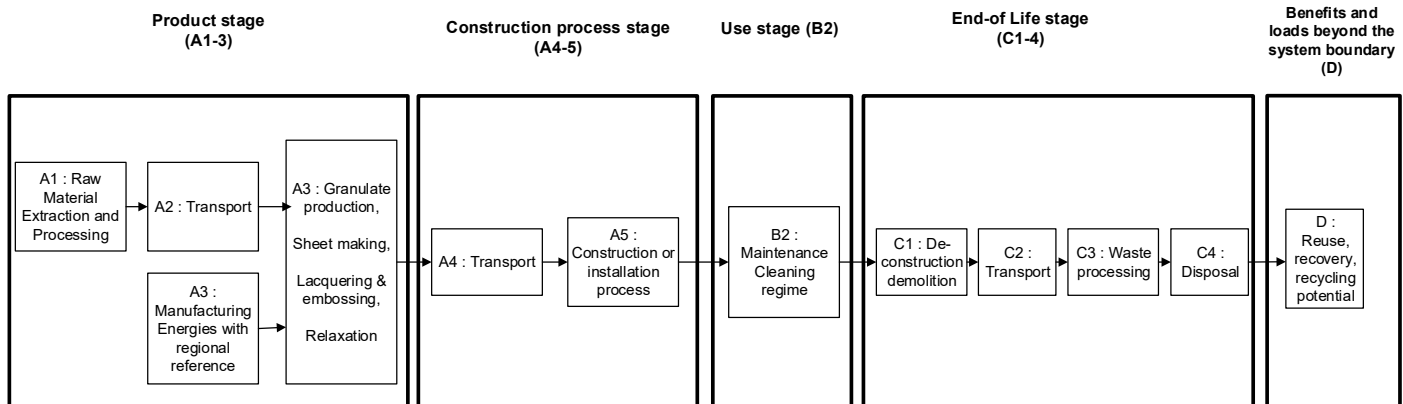 Product stage
(A1-3)
Construction process stage
(A4-5)
Use stage (B2)
End-of Life stage
(C1-4)
Benefits and
loads beyond the
system boundary
(D)
A1 : Raw
Material
Extraction and
Processing
A2 : Transport
A3 :
Manufacturing
Energies with
regional
reference
A3 : Granulate
production,
Sheet making,
Lacquering &
embossing,
Relaxation
A4 : Transport
A5 :
Construction or
installation
process
B2 :
Maintenance
Cleaning
regime
C1 : De-
construction
demolition
C2 :
Transport
C3 : Waste
processing
C4 :
Disposal
D :
Reuse,
recovery,
recycling
potential